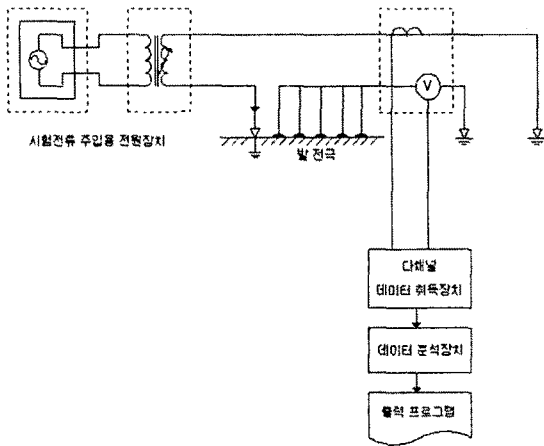 V
시험전류 주입용 전원장치
발 전극
다채널
데이터 취득장치
데이터 분석장치
출력 프로그램